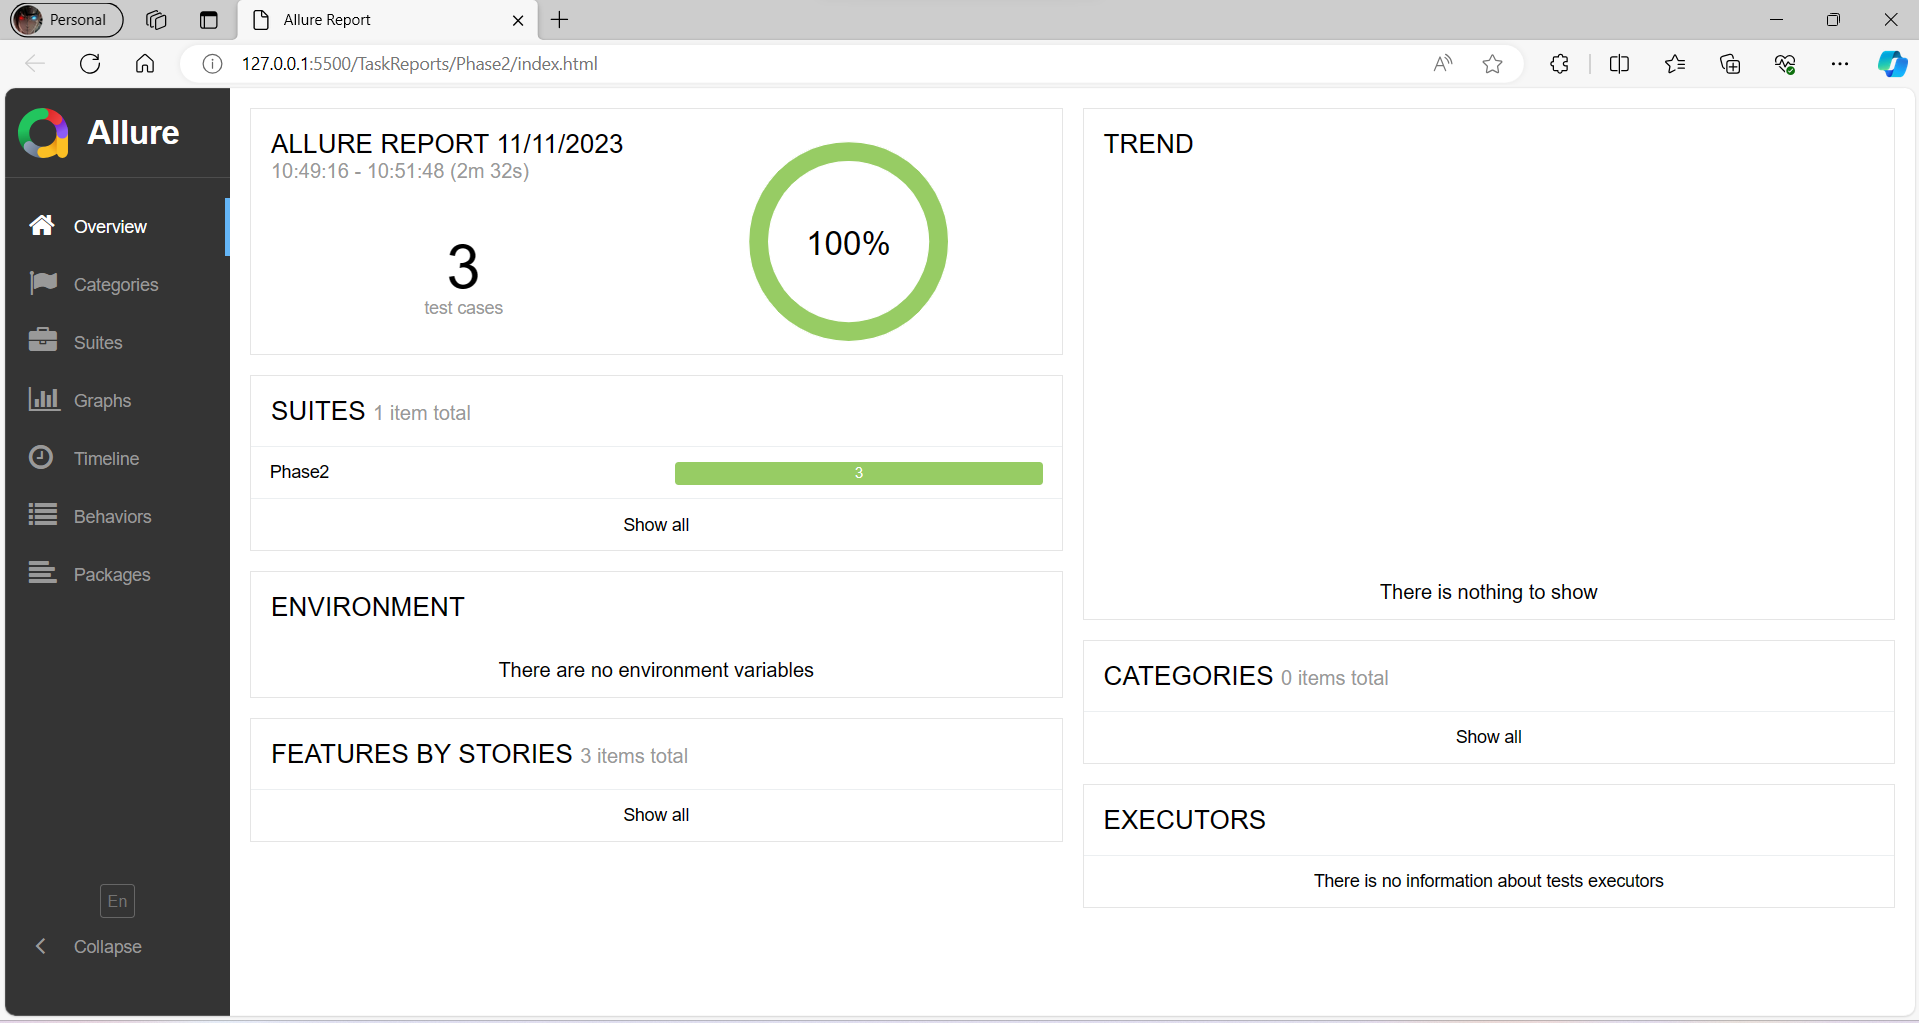 Personal
Allure Report
127.0.0.1:5500/TaskReports/Phase2/index.html
Allure
Overview
Categories
Suites
Graphs
Timeline
Behaviors
Packages
En
Collapse
ALLURE REPORT 11/11/2023
10:49:16 - 10:51:48 (2m 32s)
3
test cases
100%
SUITES 1 item total
Phase2 3
Show all
ENVIRONMENT
There are no environment variables
FEATURES BY STORIES 3 items total
Show all
TREND
There is nothing to show
CATEGORIES 0 items total
Show all
EXECUTORS
There is no information about tests executors